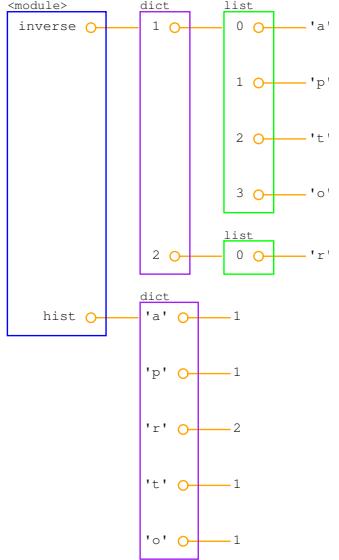 <module> dict list
inverse 1 0 'a'
1 'p'
2 't'
3 'o'
list
2 0 'r'
dict
hist 'a' 1
'p' 1
'r' 2
't' 1
'o' 1